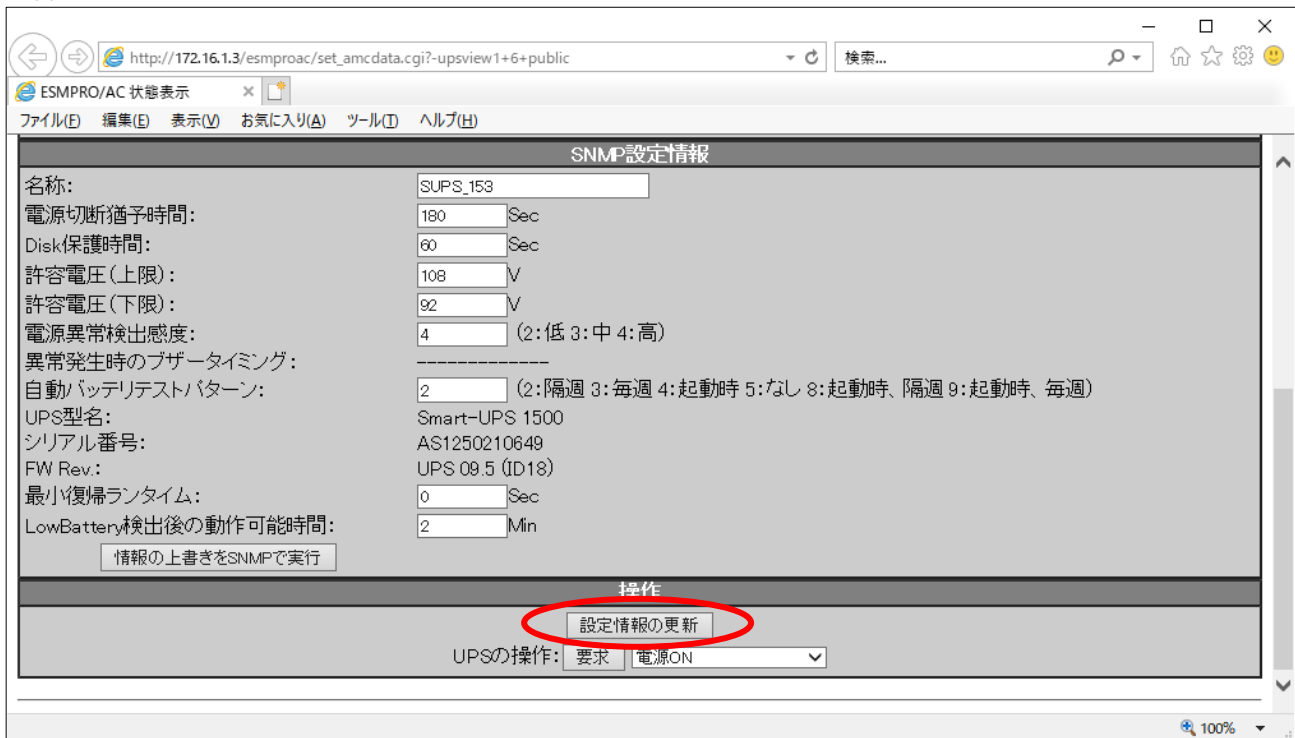 http://172.16.1.3/esmproac/set_amcdata.cgi?-upsview1+6+public
検索...
ESMPRO/AC 状態表示
ファイル(F) 編集(E) 表示(V) お気に入り(A) ツール(T) ヘルプ(H)
SNMP設定情報
名称: SUPS_153
電源切断猶予時間: 180 Sec
Disk保護時間: 60 Sec
許容電圧(上限): 108 V
許容電圧(下限): 92 V
電源異常検出感度: 4 (2:低 3:中 4:高)
異常発生時のブザータイミング: -------------
自動バッテリテストパターン: 2 (2:隔週 3:毎週 4:起動時 5:なし 8:起動時、隔週 9:起動時、毎週)
UPS型名: Smart-UPS 1500
シリアル番号: AS1250210649
FW Rev.: UPS 09.5 (ID18)
最小復帰ランタイム: 0 Sec
LowBattery検出後の動作可能時間: 2 Min
情報の上書きをSNMPで実行
操作
設定情報の更新
UPSの操作: 要求 電源ON
100%